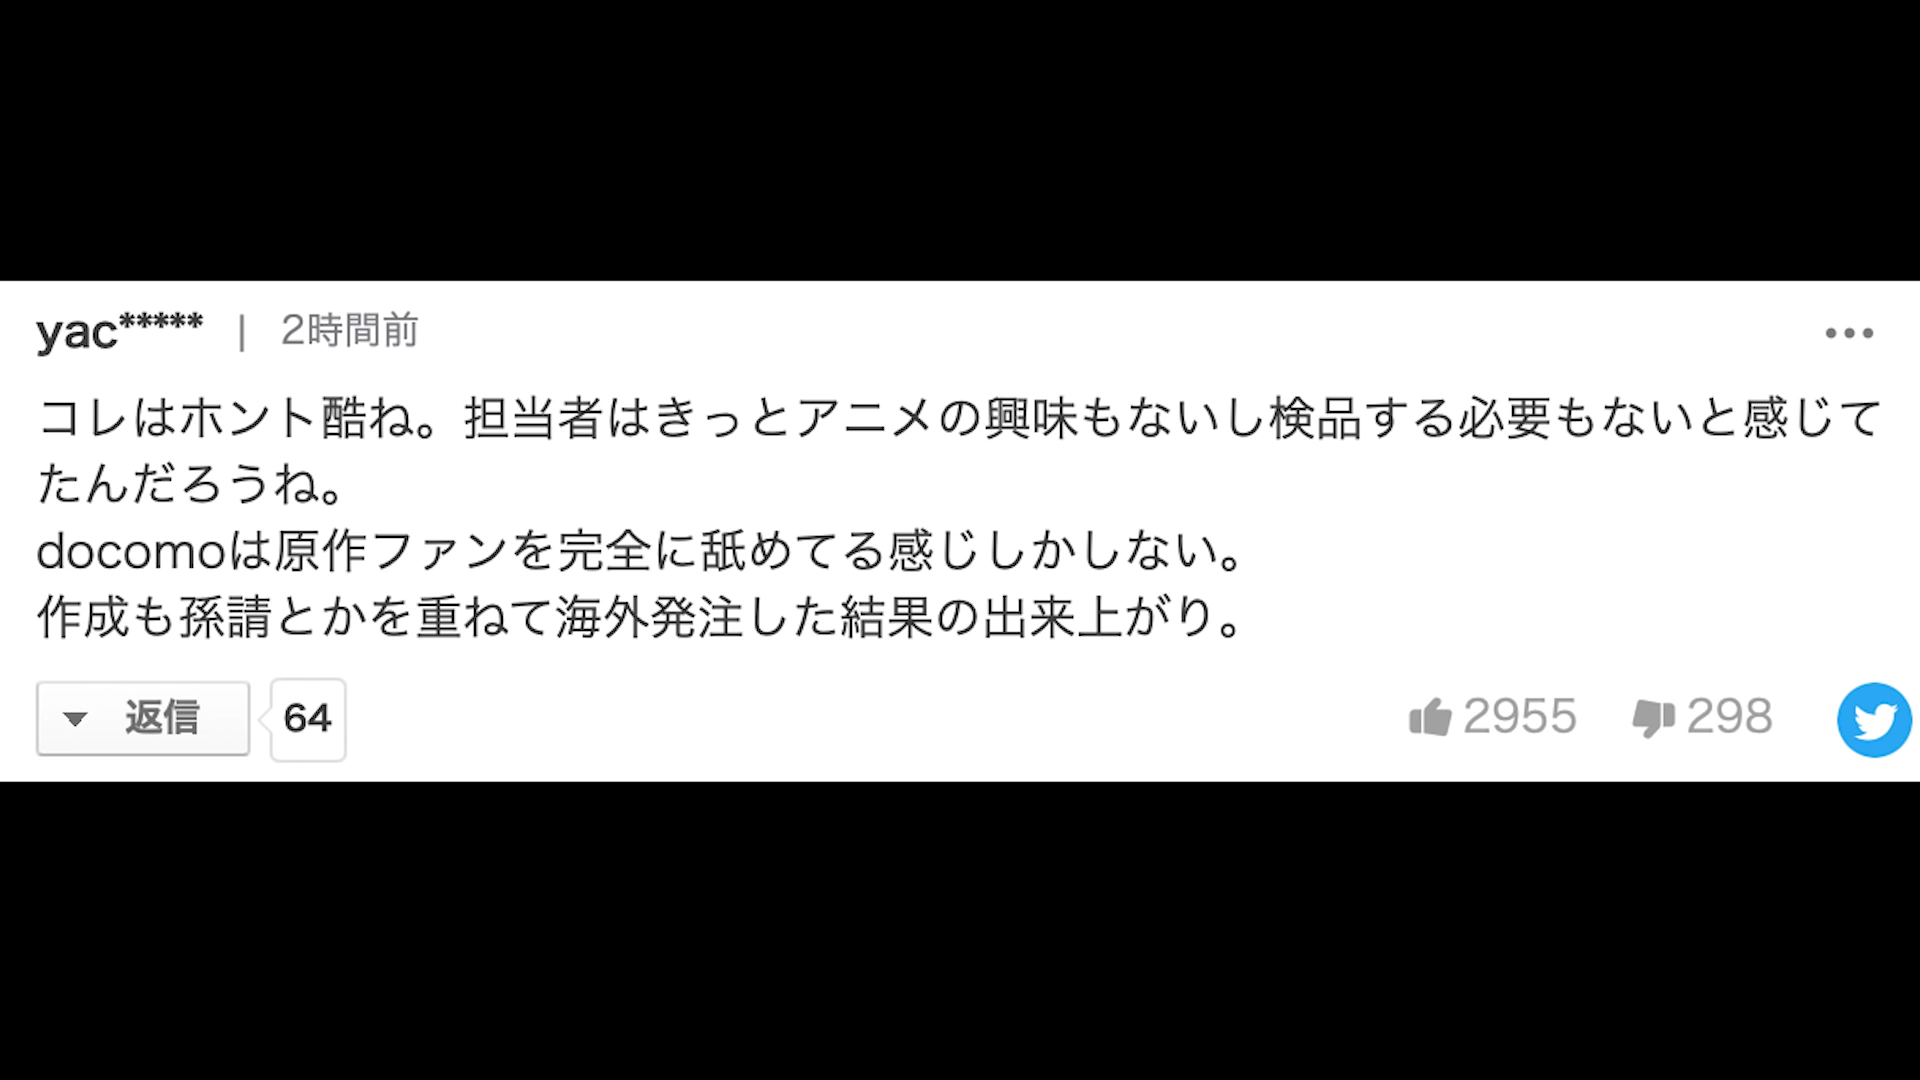 yac***** | 2時間前
コレはホント酷ね。担当者はきっとアニメの興味もないし検品する必要もないと感じて
たんだろうね。
docomoは原作ファンを完全に舐めてる感じしかしない。
作成も孫請とかを重ねて海外発注した結果の出来上がり。
返信 64 2955 298